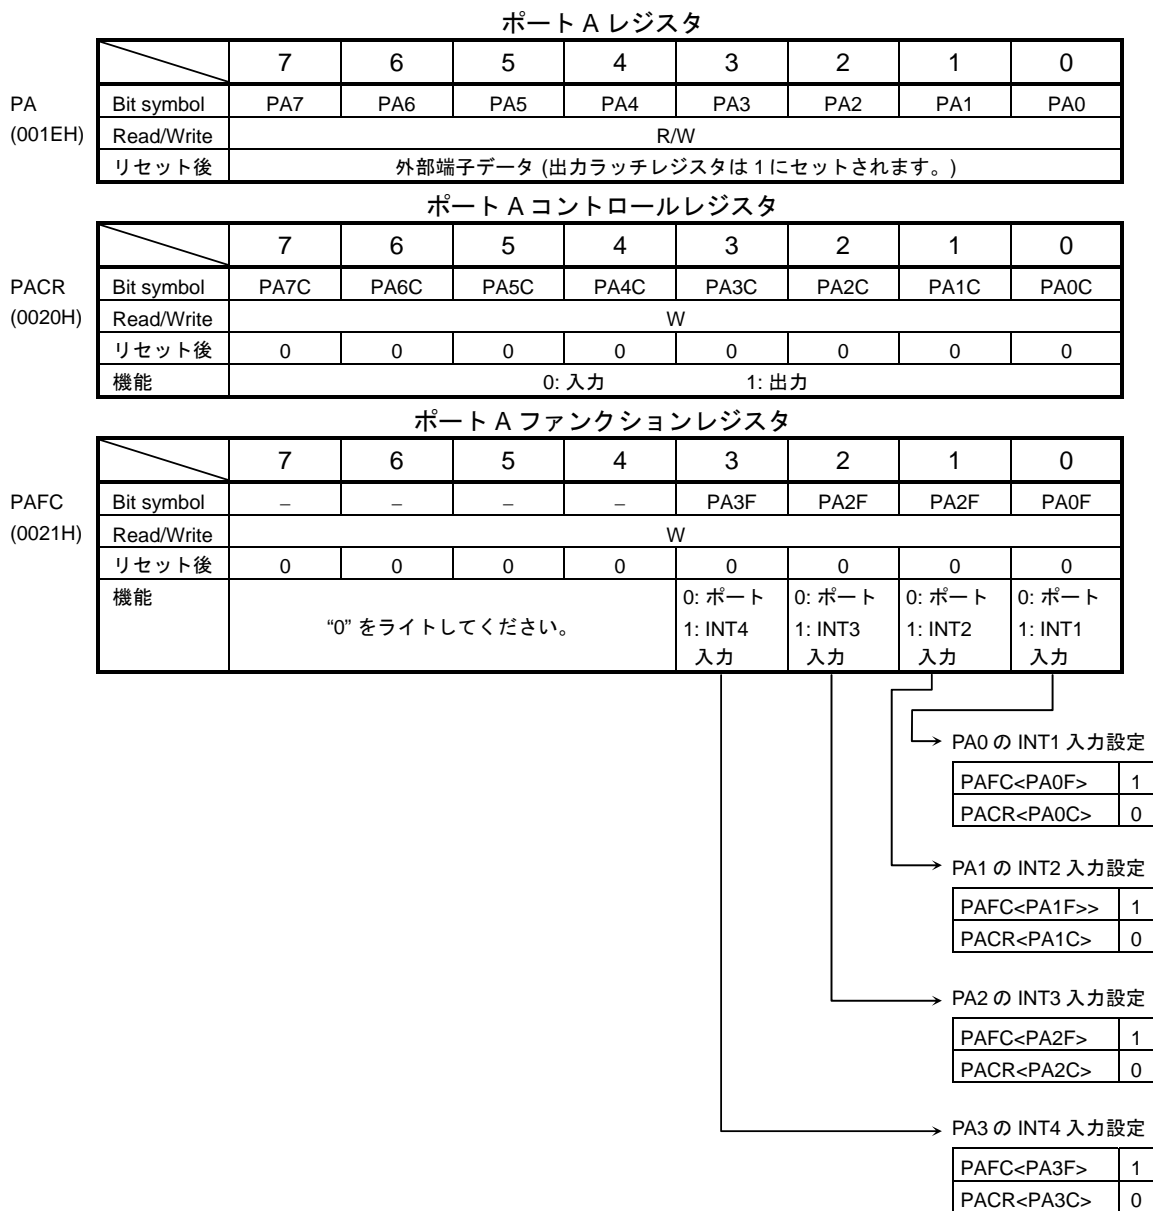 ポート A レジスタ
7 6 5 4 3 2 1 0
PA Bit symbol PA7 PA6 PA5 PA4 PA3 PA2 PA1 PA0
(001EH) Read/Write R/W
リセット後 外部端子データ (出力ラッチレジスタは 1 にセットされます。)
ポート A コントロールレジスタ
7 6 5 4 3 2 1 0
PACR Bit symbol PA7C PA6C PA5C PA4C PA3C PA2C PA1C PA0C
(0020H) Read/Write W
リセット後 0 0 0 0 0 0 0 0
機能 0: 入力 1: 出力
ポート A ファンクションレジスタ
7 6 5 4 3 2 1 0
PAFC Bit symbol – – – – PA3F PA2F PA2F PA0F
(0021H) Read/Write W
リセット後 0 0 0 0 0 0 0 0
機能 0: ポート 0: ポート 0: ポート 0: ポート
“0” をライトしてください。 1: INT4 1: INT3 1: INT2 1: INT1
入力 入力 入力 入力
PA0 の INT1 入力設定
PAFC<PA0F> 1
PACR<PA0C> 0
PA1 の INT2 入力設定
PAFC<PA1F>> 1
PACR<PA1C> 0
PA2 の INT3 入力設定
PAFC<PA2F> 1
PACR<PA2C> 0
PA3 の INT4 入力設定
PAFC<PA3F> 1
PACR<PA3C> 0